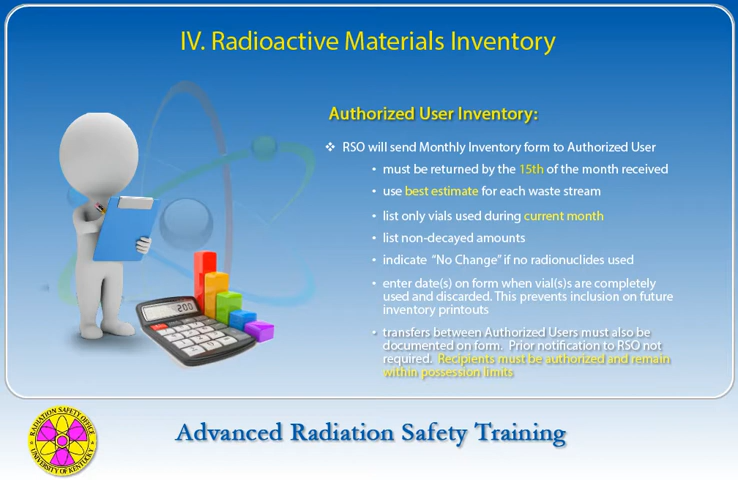 IV. Radioactive Materials Inventory
Authorized User Inventory:
❖ RSO will send Monthly Inventory form to Authorized User
• must be returned by the 15th of the month received
• use best estimate for each waste stream
• list only vials used during current month
• list non-decayed amounts
• indicate "No Change" if no radionuclides used
• enter date(s) on form when vial(s) are completely
used and discarded. This prevents inclusion on future
inventory printouts
• transfers between Authorized Users must also be
documented on form. Prior notification to RSO not
required. Recipients must be authorized and remain
within possession limits
RADIATION SAFETY OFFICE
UNIVERSITY OF KENTUCKY
Advanced Radiation Safety Training